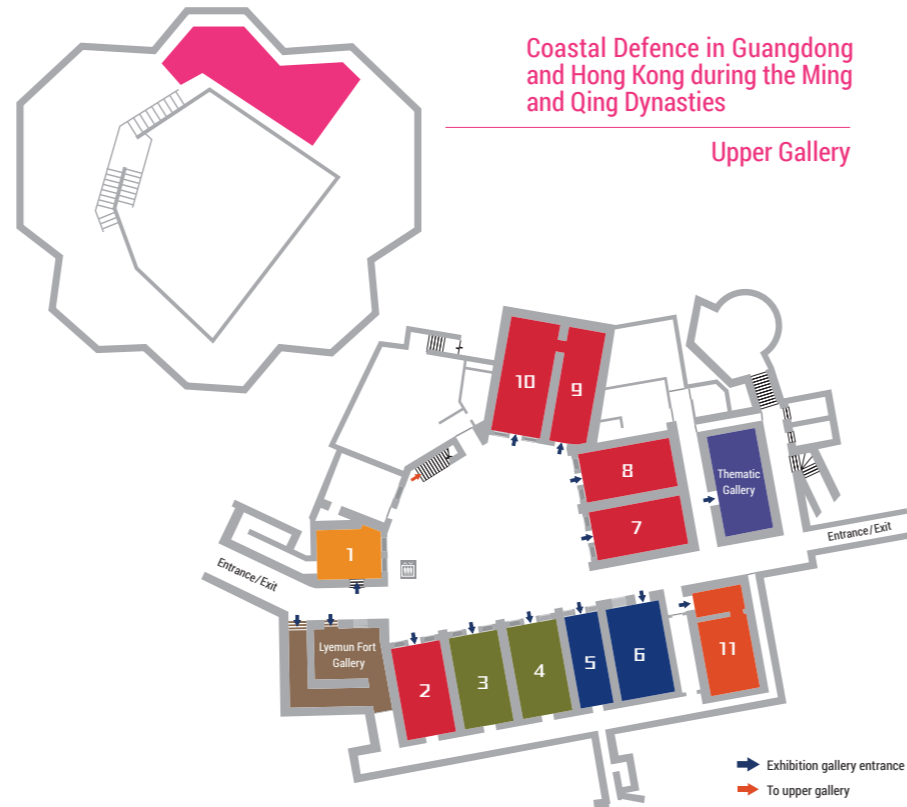 Coastal Defence in Guangdong
and Hong Kong during the Ming
and Qing Dynasties
Upper Gallery
10
9
8
7
Thematic
Gallery
1
Entrance/Exit
Entrance/Exit
Lyemun Fort
Gallery
2
3
4
5
6
11
Exhibition gallery entrance
To upper gallery